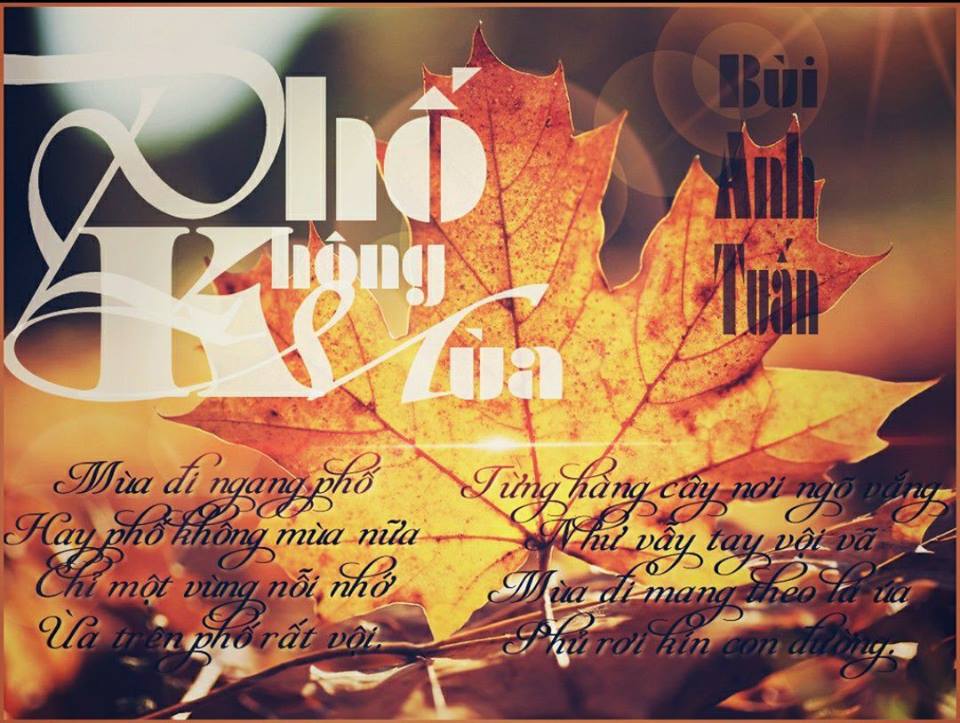 Phố
Không
Mùa
Bùi
Anh
Tuấn
Mùa đi ngang phố
Hay phố không mùa nữa
Chỉ một vùng nỗi nhớ
Ùa trên phố rất vội.
Từng hàng cây nơi ngõ vắng
Như vẫy tay vội vã
Mùa đi mang theo lá úa
Phủ rơi kín con đường.